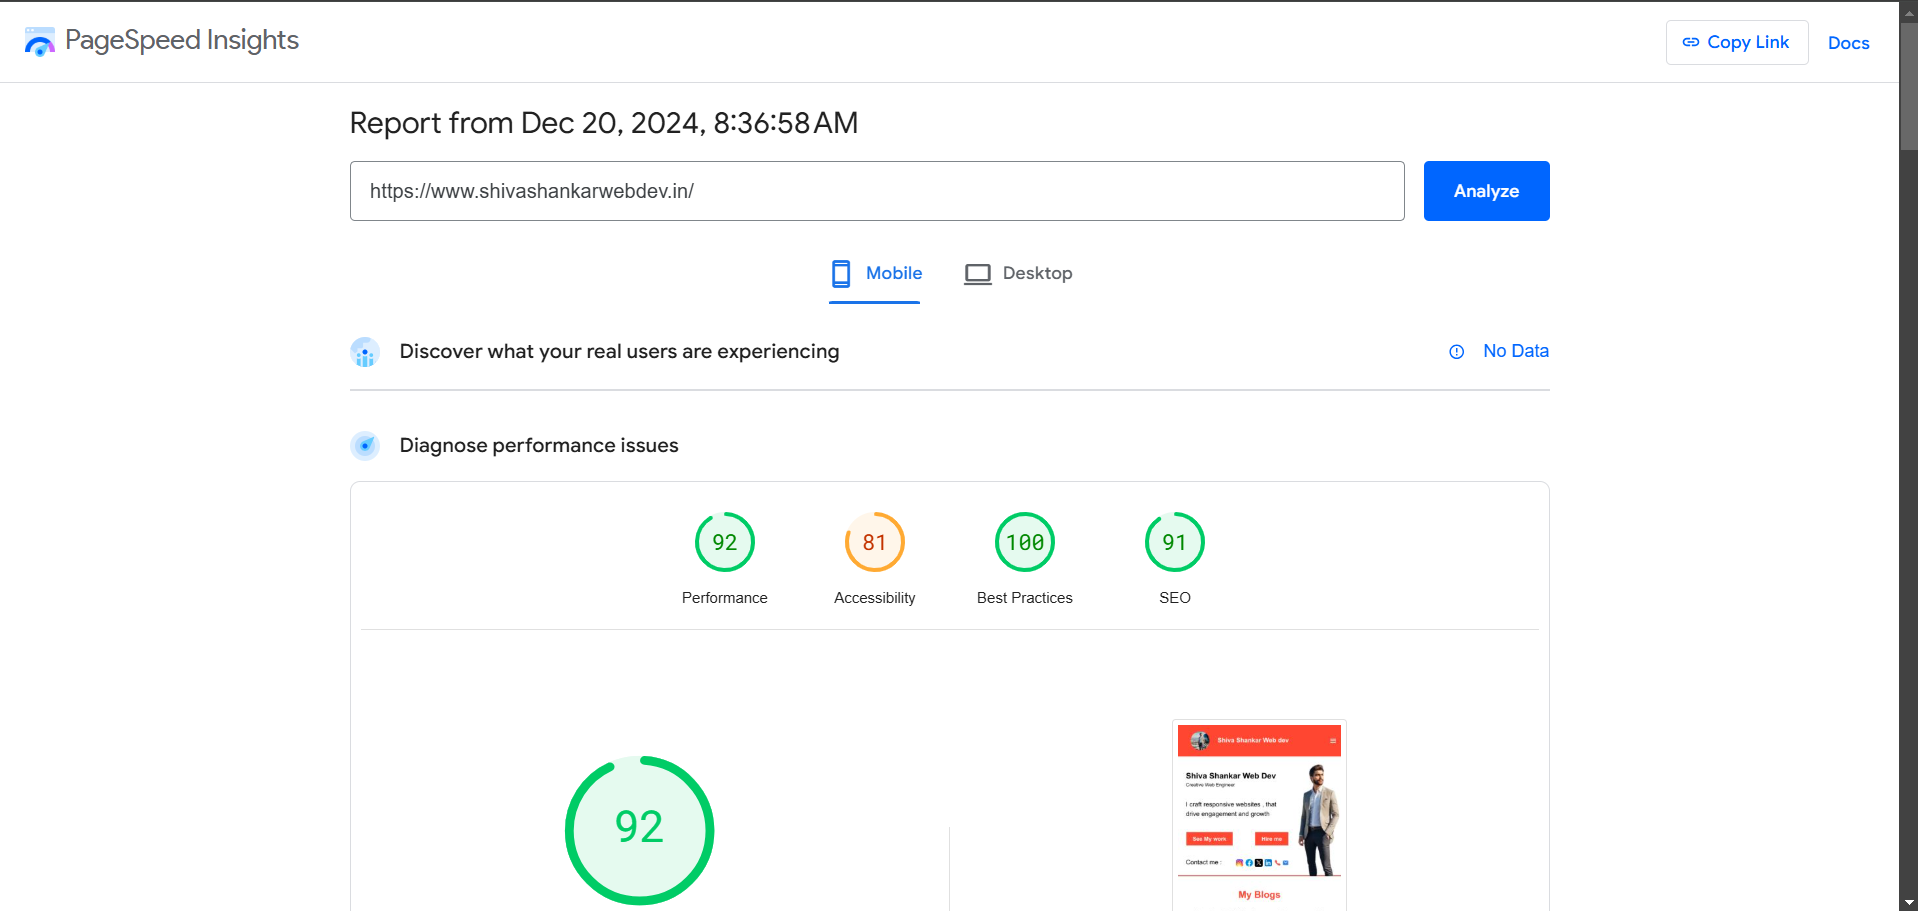 PageSpeed Insights
Copy Link
Docs
Report from Dec 20, 2024, 8:36:58 AM
https://www.shivashankarwebdev.in/
Analyze
Mobile
Desktop
Discover what your real users are experiencing
No Data
Diagnose performance issues
92
81
100
91
Performance
Accessibility
Best Practices
SEO
92
Shiva Shankar Web dev
Shiva Shankar Web Dev
Creative Web Engineer
I craft responsive websites , that
drive engagement and growth
See My work
Hire me
Contact me :
My Blogs